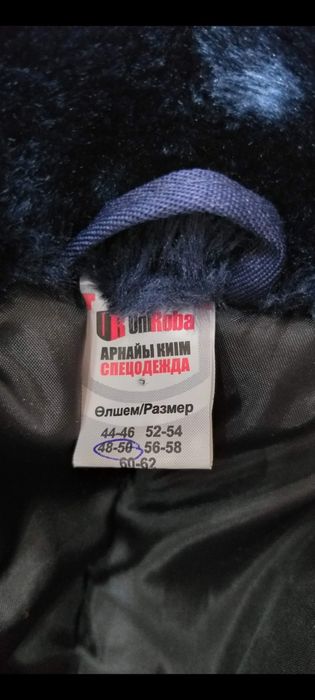 UniRoba
АРНАЙЫ КИІМ
СПЕЦОДЕЖДА
Өлшем/Размер
44-46 52-54
48-50 56-58
60-62